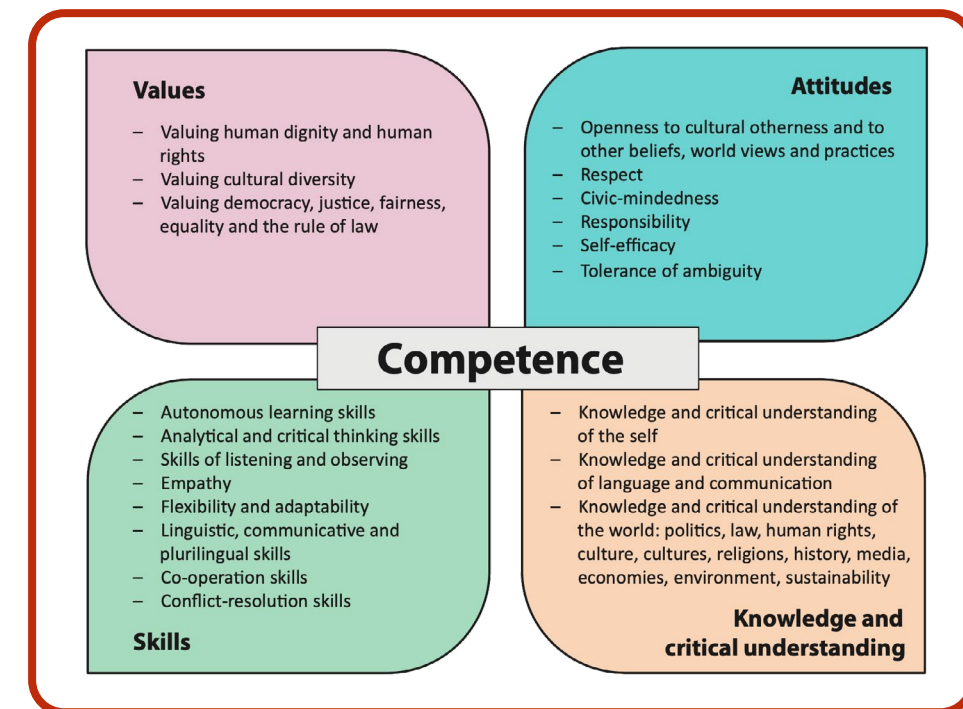 Values
– Valuing human dignity and human
rights
– Valuing cultural diversity
– Valuing democracy, justice, fairness,
equality and the rule of law
Attitudes
– Openness to cultural otherness and to
other beliefs, world views and practices
– Respect
– Civic-mindedness
– Responsibility
– Self-efficacy
– Tolerance of ambiguity
Competence
– Autonomous learning skills
– Analytical and critical thinking skills
– Skills of listening and observing
– Empathy
– Flexibility and adaptability
– Linguistic, communicative and
plurilingual skills
– Co-operation skills
– Conflict-resolution skills
Skills
– Knowledge and critical understanding
of the self
– Knowledge and critical understanding
of language and communication
– Knowledge and critical understanding of
the world: politics, law, human rights,
culture, cultures, religions, history, media,
economies, environment, sustainability
Knowledge and
critical understanding